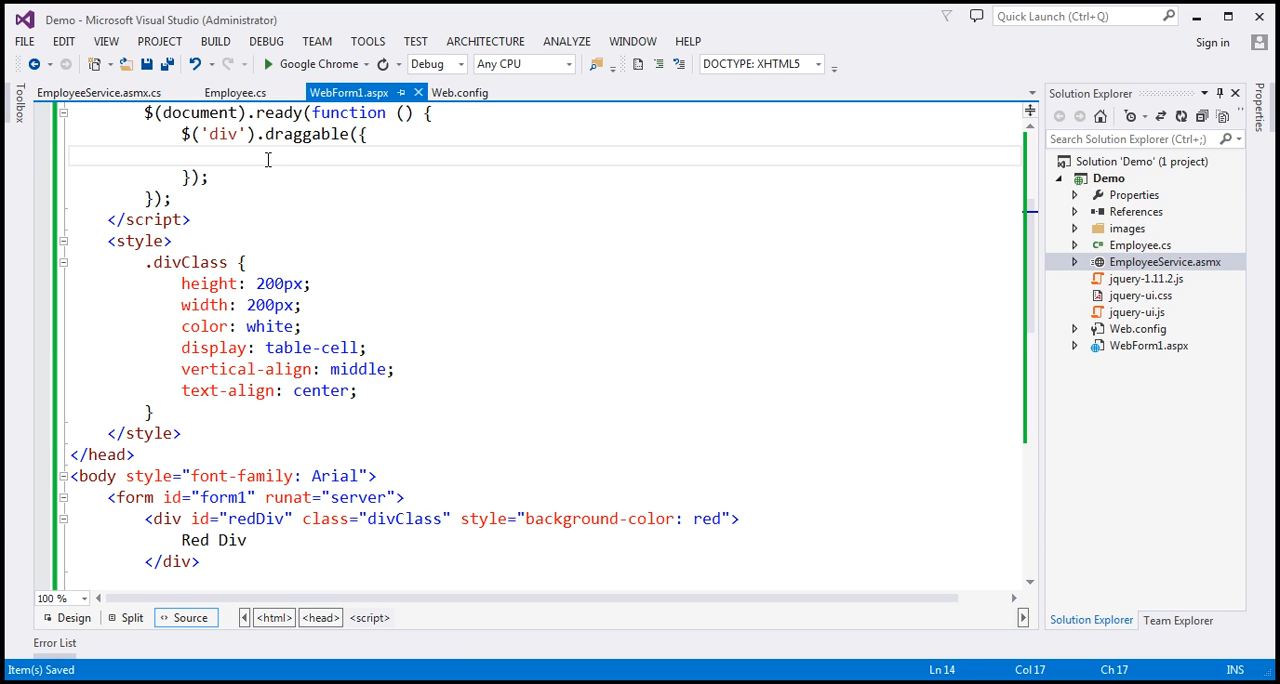 Demo - Microsoft Visual Studio (Administrator)
Quick Launch (Ctrl+Q)
FILE EDIT VIEW PROJECT BUILD DEBUG TEAM TOOLS TEST ARCHITECTURE ANALYZE WINDOW HELP
Sign in
Google Chrome Debug Any CPU DOCTYPE: XHTML5
Toolbox
EmployeeService.asmx.cs Employee.cs WebForm1.aspx Web.config
$(document).ready(function () {
$('div').draggable({
});
});
</script>
<style>
.divClass {
height: 200px;
width: 200px;
color: white;
display: table-cell;
vertical-align: middle;
text-align: center;
}
</style>
</head>
<body style="font-family: Arial">
<form id="form1" runat="server">
<div id="redDiv" class="divClass" style="background-color: red">
Red Div
</div>
100 %
Design Split Source <html> <head> <script>
Solution Explorer
Search Solution Explorer (Ctrl+;)
Solution 'Demo' (1 project)
Demo
Properties
References
images
Employee.cs
EmployeeService.asmx
jquery-1.11.2.js
jquery-ui.css
jquery-ui.js
Web.config
WebForm1.aspx
Solution Explorer Team Explorer
Properties
Error List
Item(s) Saved Ln 14 Col 17 Ch 17 INS